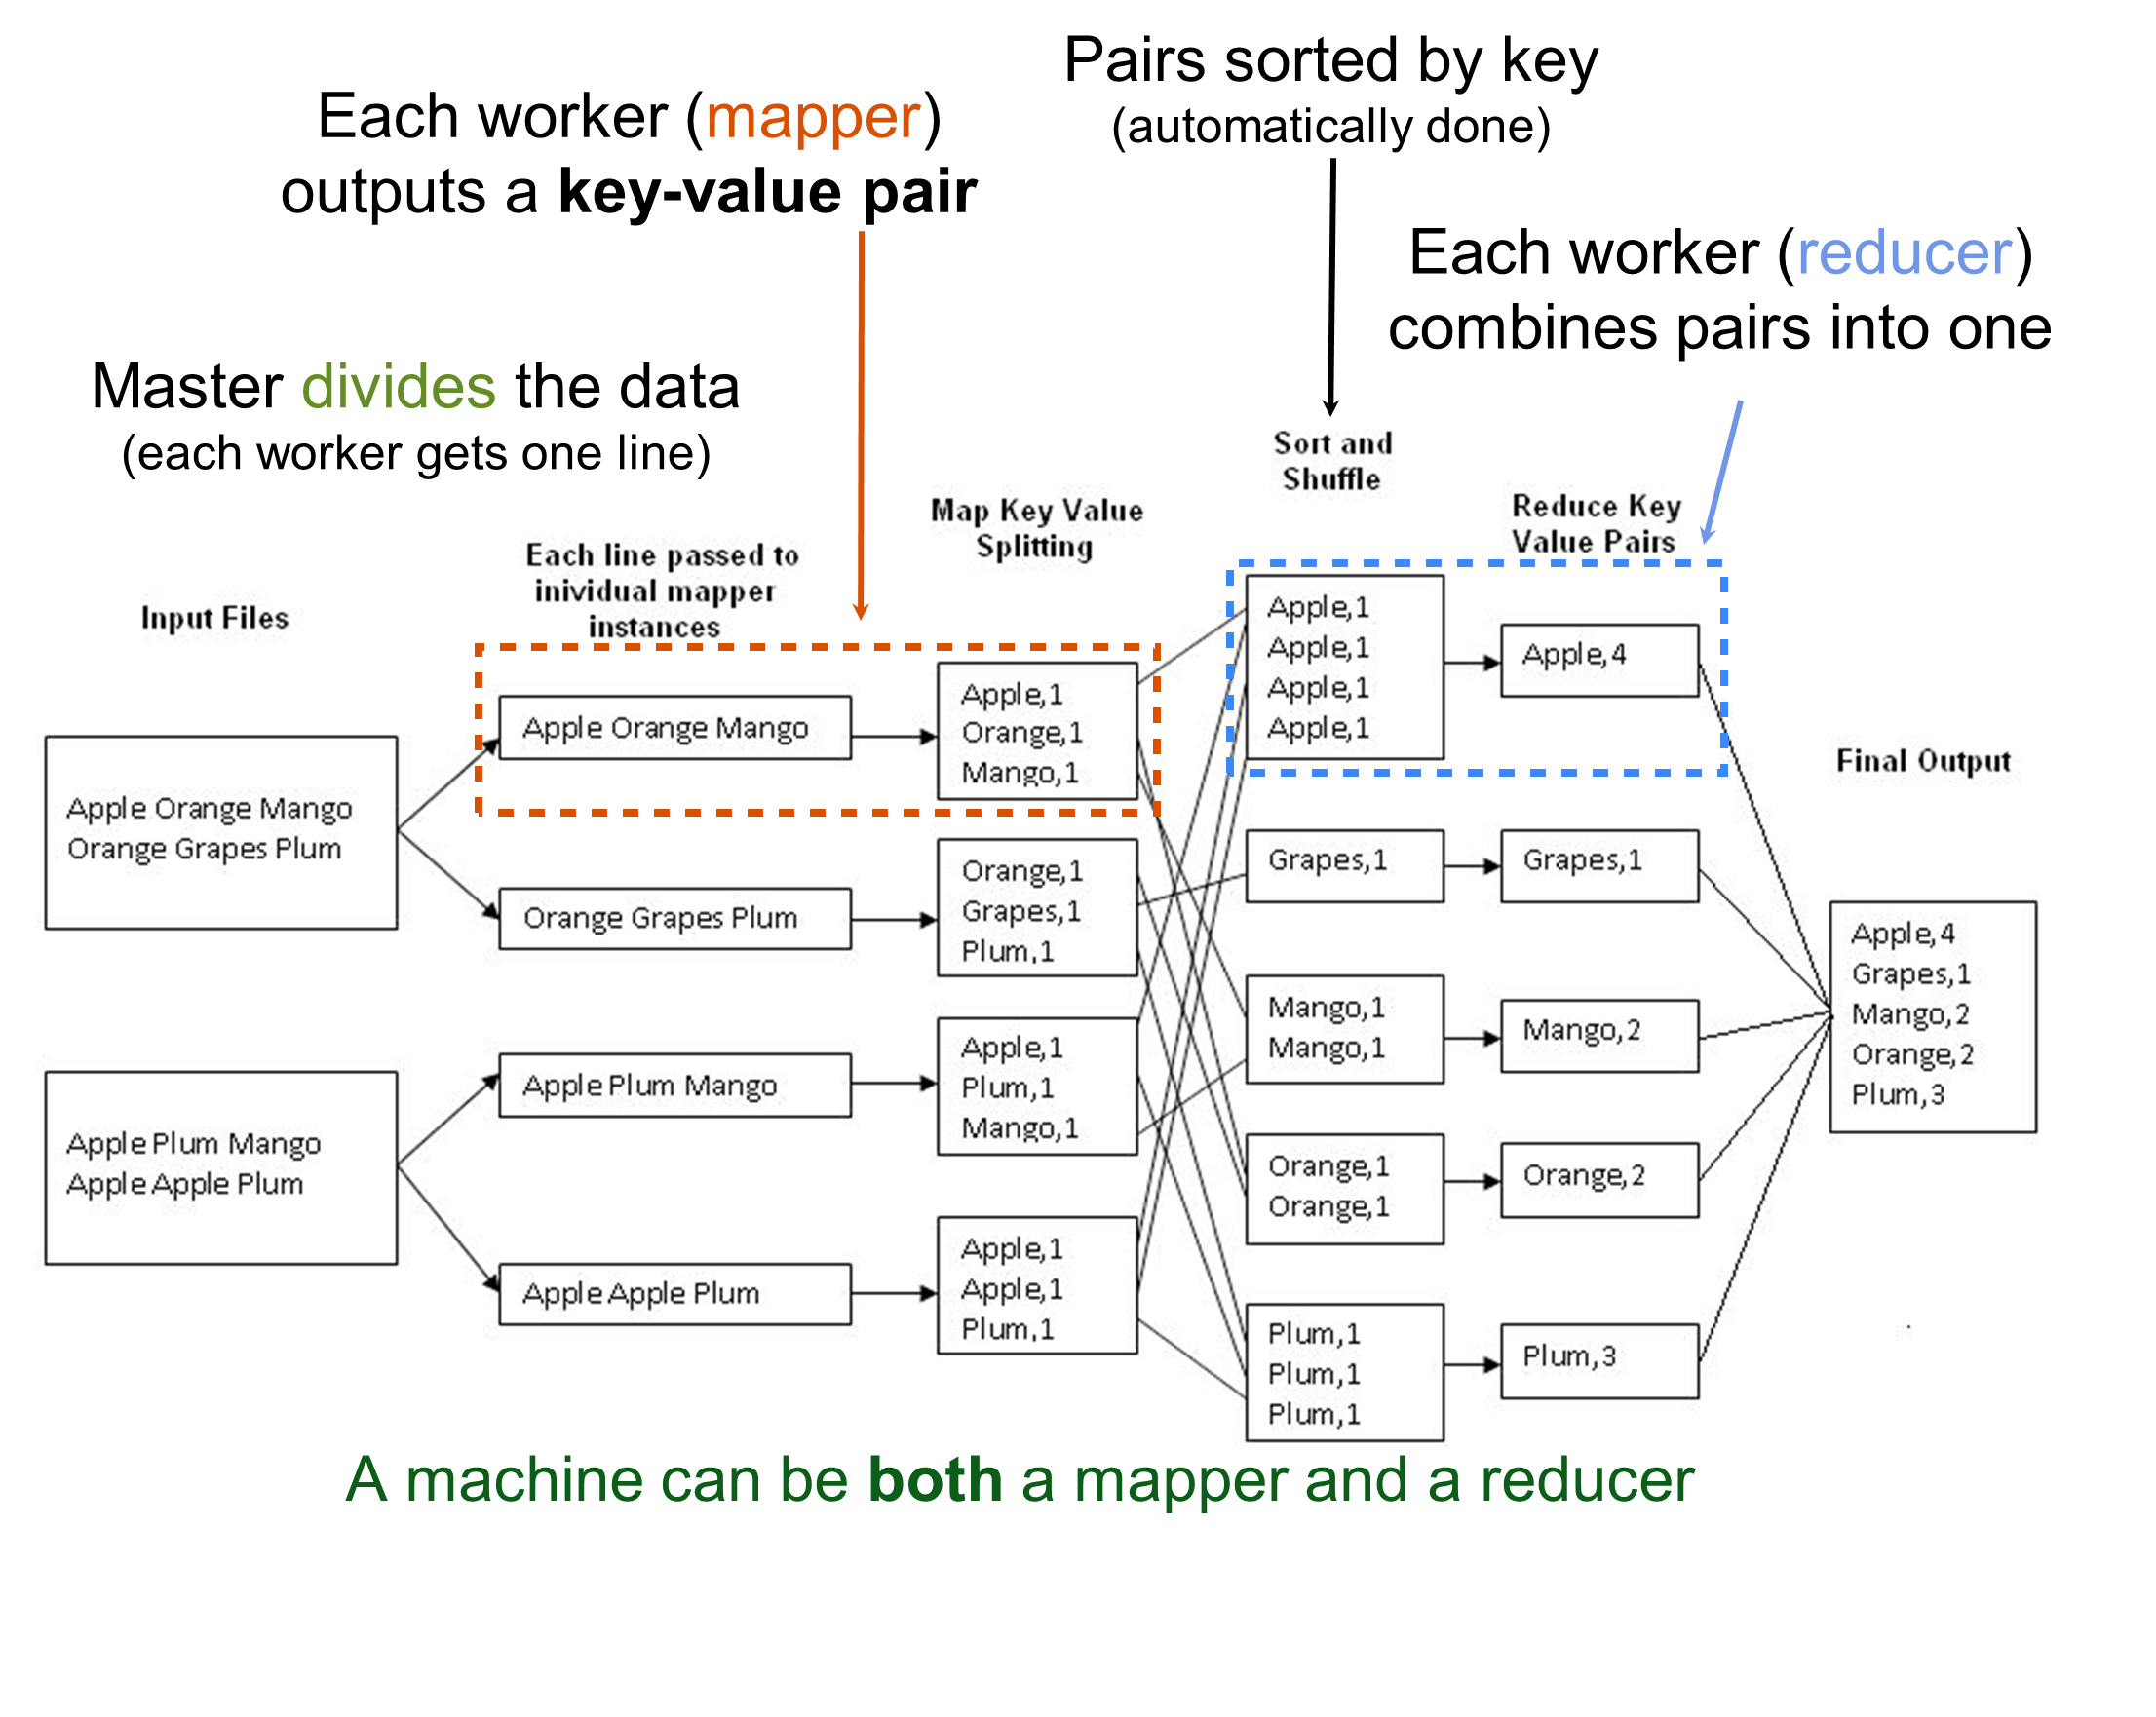 Pairs sorted by key
(automatically done)
Each worker (mapper)
outputs a key-value pair
Each worker (reducer)
combines pairs into one
Master divides the data
(each worker gets one line)
Sort and
Shuffle
Map Key Value
Splitting
Reduce Key
Value Pairs
Each line passed to
inividual mapper
instances
Input Files
Final Output
Apple Orange Mango
Orange Grapes Plum
Apple Plum Mango
Apple Apple Plum
Apple Orange Mango
Orange Grapes Plum
Apple Plum Mango
Apple Apple Plum
Apple,1
Orange,1
Mango,1
Orange,1
Grapes,1
Plum,1
Apple,1
Plum,1
Mango,1
Apple,1
Apple,1
Plum,1
Apple,1
Apple,1
Apple,1
Apple,1
Grapes,1
Mango,1
Mango,1
Orange,1
Orange,1
Plum,1
Plum,1
Plum,1
Apple,4
Grapes,1
Mango,2
Orange,2
Plum,3
Apple,4
Grapes,1
Mango,2
Orange,2
Plum,3
A machine can be both a mapper and a reducer